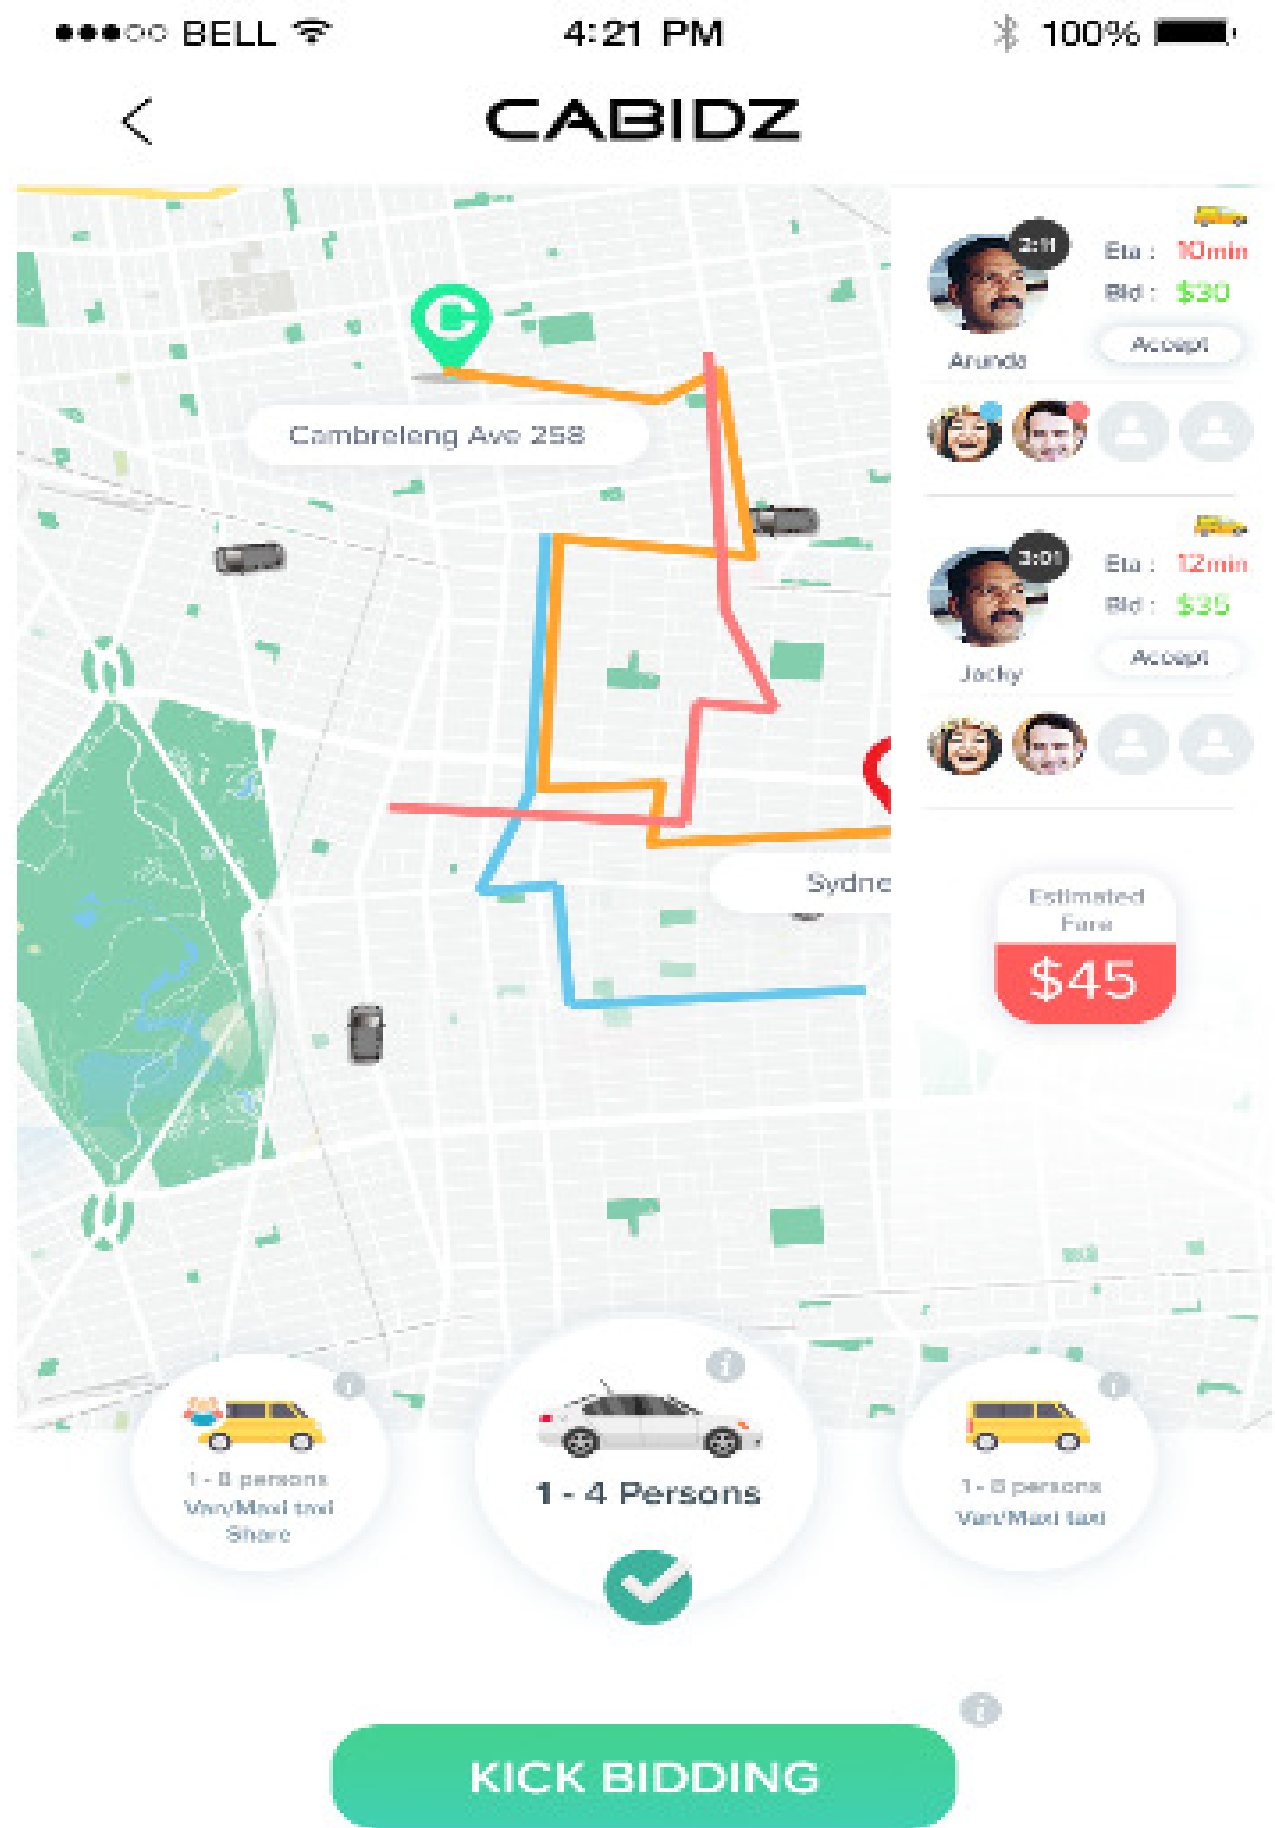 BELL
4:21 PM
100%
CABIDZ
Eta : 10min
Bid : $30
Accept
Arunda
Cambreleng Ave 258
3:01
Eta : 12min
Bid : $35
Accept
Jacky
Sydne
Estimated
Fare
$45
1 - 8 persons
Van/Maxi taxi
Share
1 - 4 Persons
1 - 8 persons
Van/Maxi taxi
KICK BIDDING